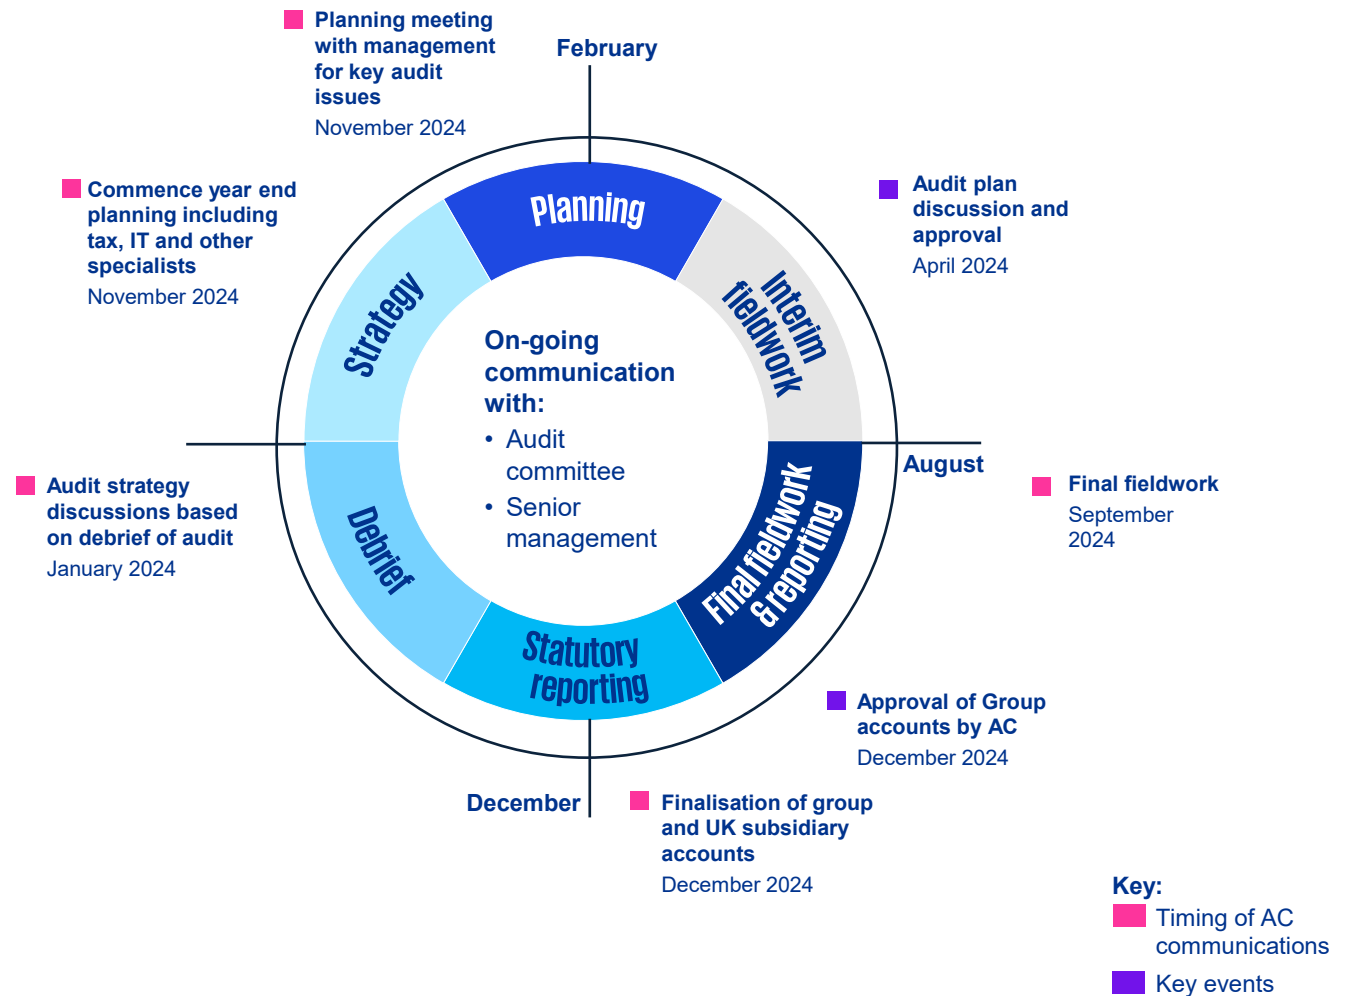 Planning meeting
with management
for key audit
issues
November 2024
February
Commence year end
planning including
tax, IT and other
specialists
November 2024
Audit plan
discussion and
approval
April 2024
Planning
Interim
fieldwork
Strategy
On-going
communication
with:
• Audit
committee
• Senior
management
August
Audit strategy
discussions based
on debrief of audit
January 2024
Final fieldwork
September
2024
Debrief
Final fieldwork
& reporting
Statutory
reporting
Approval of Group
accounts by AC
December 2024
December
Finalisation of group
and UK subsidiary
accounts
December 2024
Key:
Timing of AC
communications
Key events